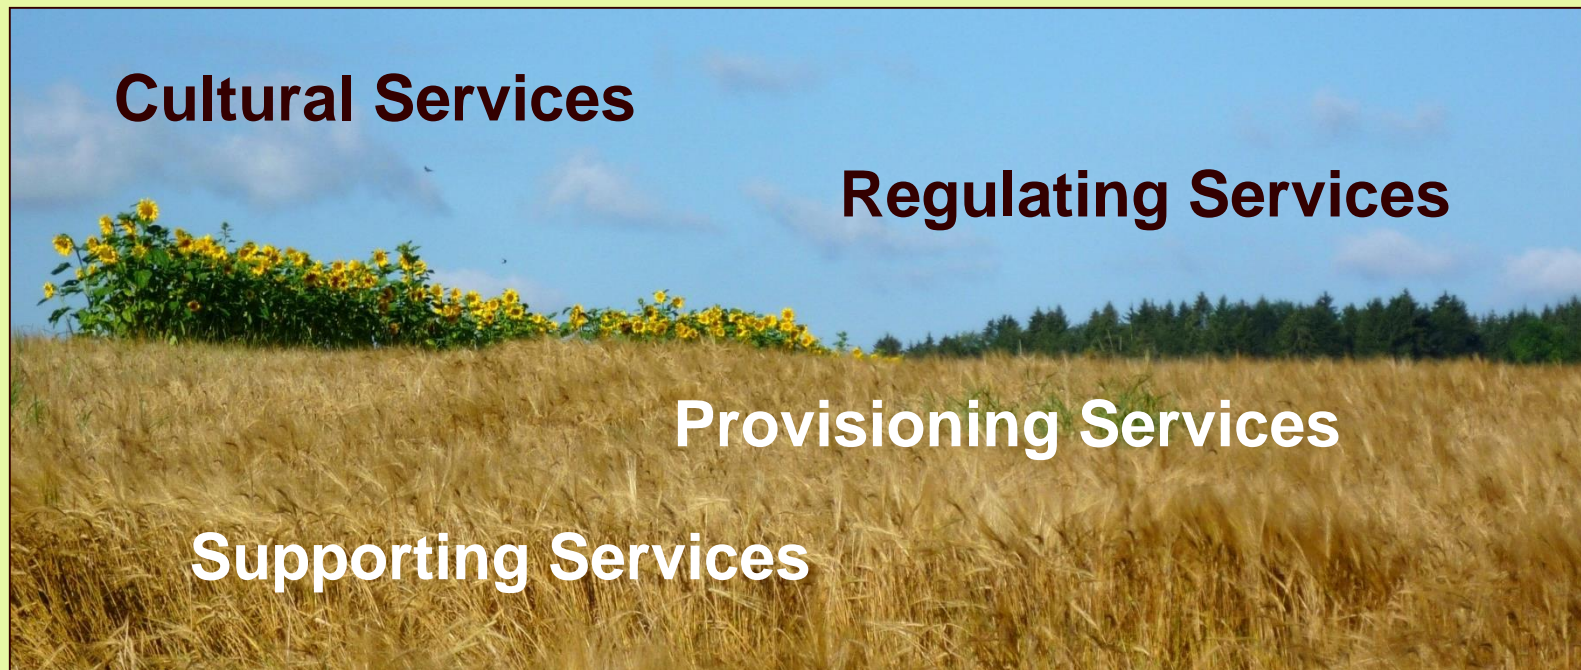 Cultural Services
Regulating Services
Provisioning Services
Supporting Services